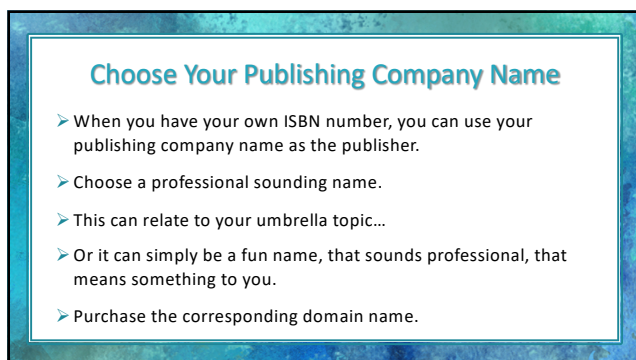 Choose Your Publishing Company Name
➢ When you have your own ISBN number, you can use your
publishing company name as the publisher.
➢ Choose a professional sounding name.
➢ This can relate to your umbrella topic…
➢ Or it can simply be a fun name, that sounds professional, that
means something to you.
➢ Purchase the corresponding domain name.